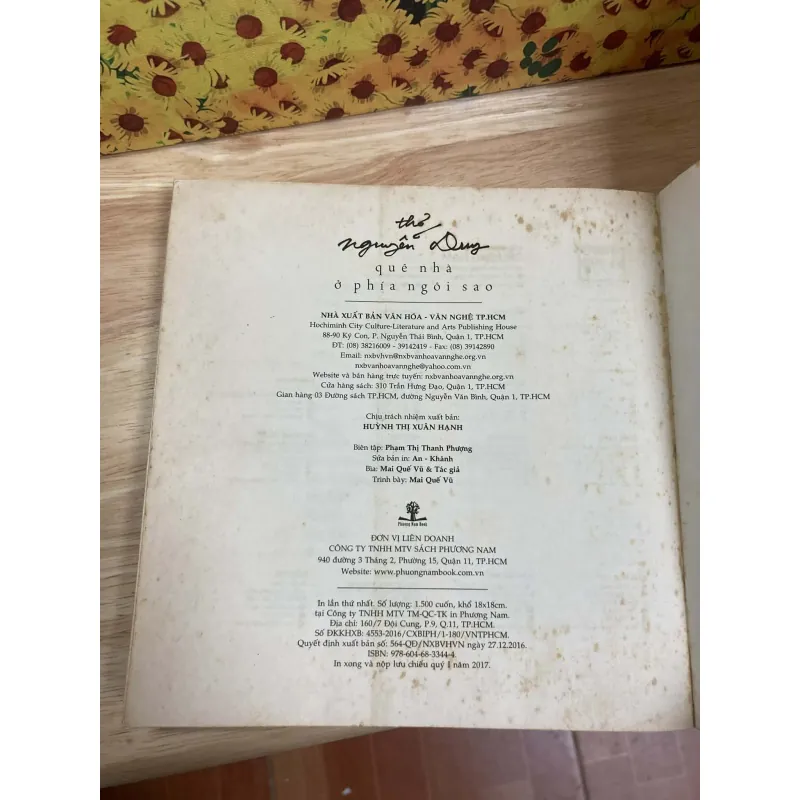 thơ
Nguyễn Duy
quê nhà
ở phía ngôi sao
NHÀ XUẤT BẢN VĂN HÓA - VĂN NGHỆ TP.HCM
Hochiminh City Culture-Literature and Arts Publishing House
88-90 Ký Con, P. Nguyễn Thái Bình, Quận 1, TP.HCM
ĐT: (08) 38216009 - 39142419 - Fax: (08) 39142890
Email: nxbvhvn@nxbvanhoavannghe.org.vn
nxbvanhoavannghe@yahoo.com.vn
Website và bán hàng trực tuyến: nxbvanhoavannghe.org.vn
Cửa hàng sách: 310 Trần Hưng Đạo, Quận 1, TP.HCM
Gian hàng 03 Đường sách TP.HCM, đường Nguyễn Văn Bình, Quận 1, TP.HCM
Chịu trách nhiệm xuất bản:
HUỲNH THỊ XUÂN HẠNH
Biên tập: Phạm Thị Thanh Phượng
Sửa bản in: An - Khánh
Bìa: Mai Quế Vũ & Tác giả
Trình bày: Mai Quế Vũ
Phuong Nam Book
ĐƠN VỊ LIÊN DOANH
CÔNG TY TNHH MTV SÁCH PHƯƠNG NAM
940 đường 3 Tháng 2, Phường 15, Quận 11, TP.HCM
Website: www.phuongnambook.com.vn
In lần thứ nhất. Số lượng: 1.500 cuốn, khổ 18x18cm.
tại Công ty TNHH MTV TM-QC-TK in Phương Nam.
Địa chỉ: 160/7 Đội Cung, P.9, Q.11, TP.HCM.
Số ĐKKHXB: 4553-2016/CXBIPH/1-180/VNTPHCM.
Quyết định xuất bản số: 564-QĐ/NXBVHVN ngày 27.12.2016.
ISBN: 978-604-68-3344-4.
In xong và nộp lưu chiểu quý I năm 2017.